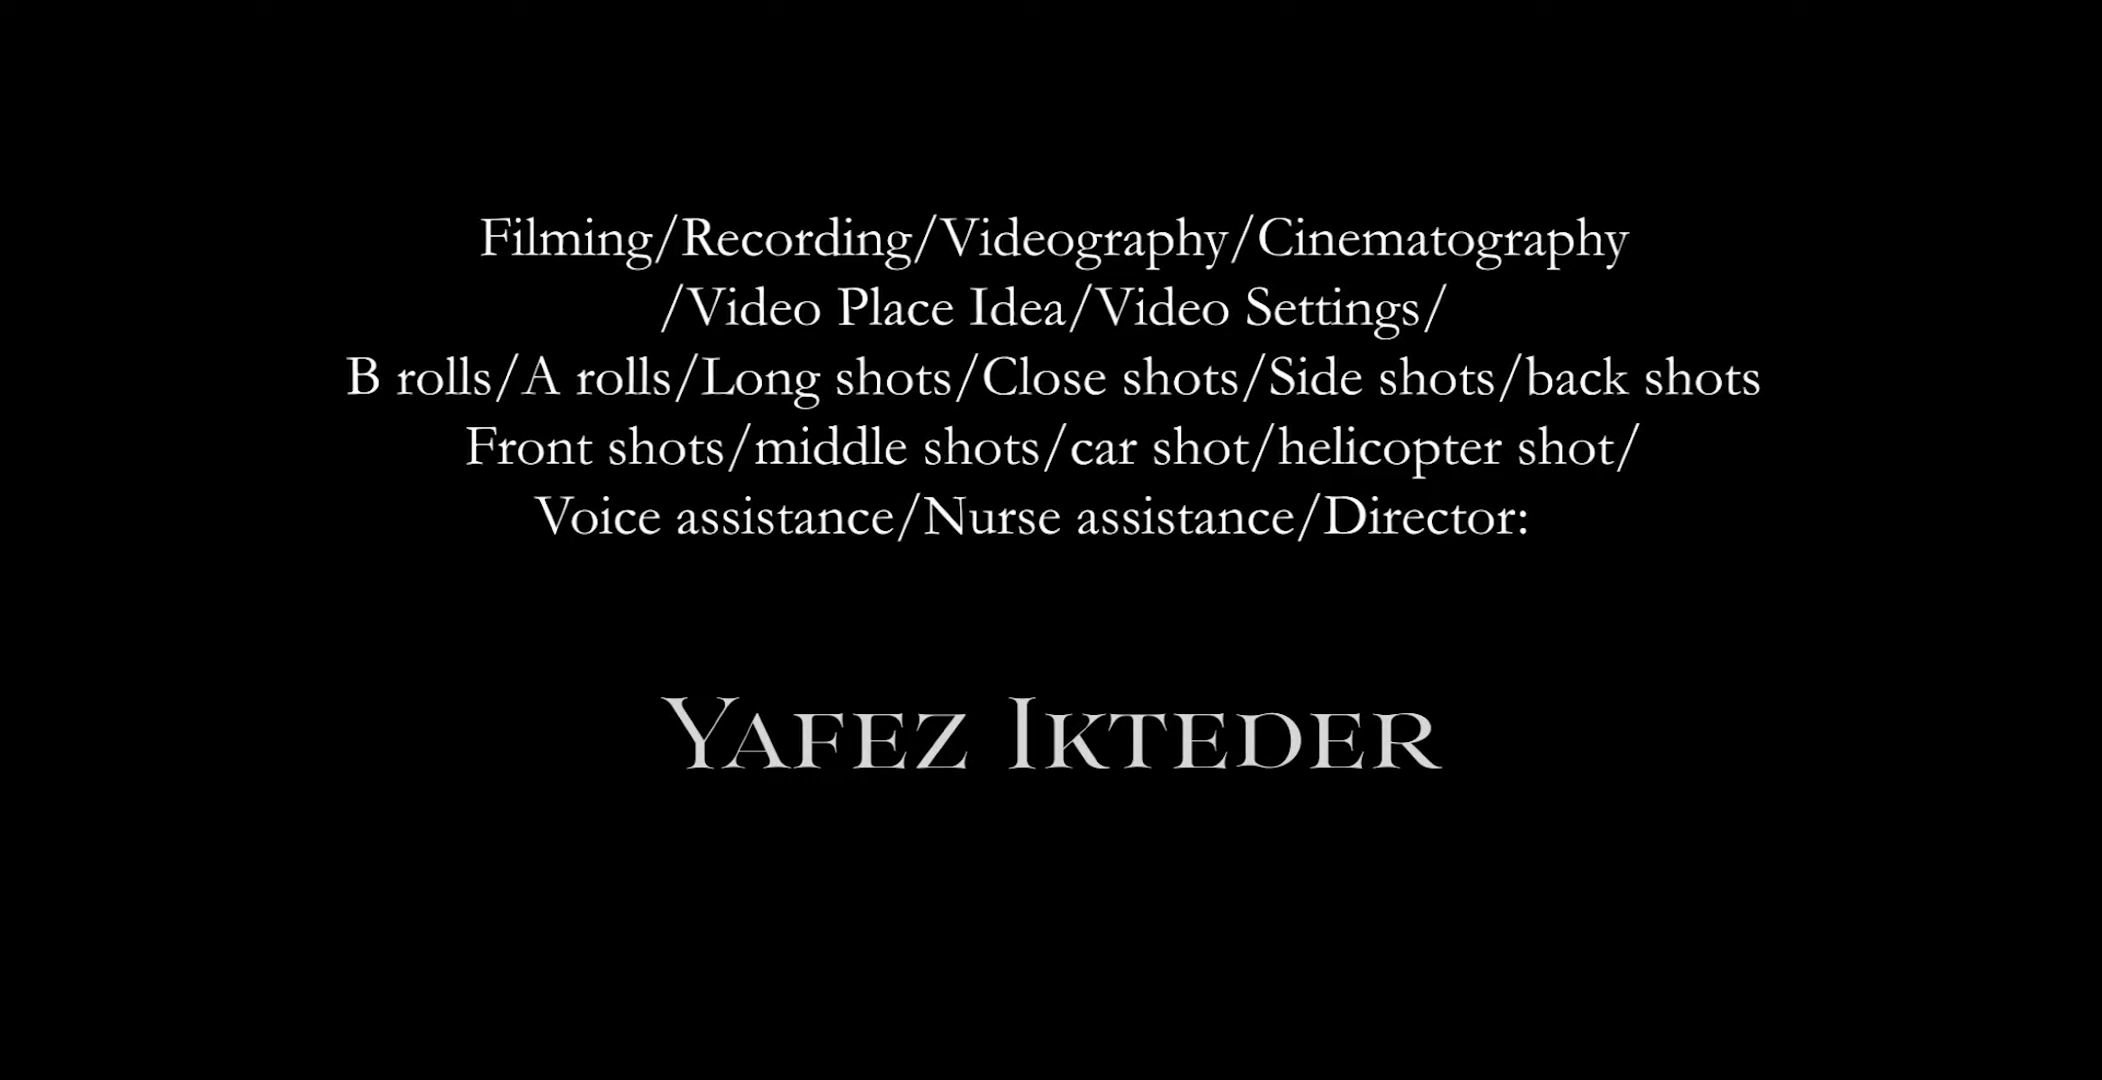 Filming/Recording/Videography/Cinematography
/Video Place Idea/Video Settings/
B rolls/A rolls/Long shots/Close shots/Side shots/back shots
Front shots/middle shots/car shot/helicopter shot/
Voice assistance/Nurse assistance/Director:
Yafez Ikteder